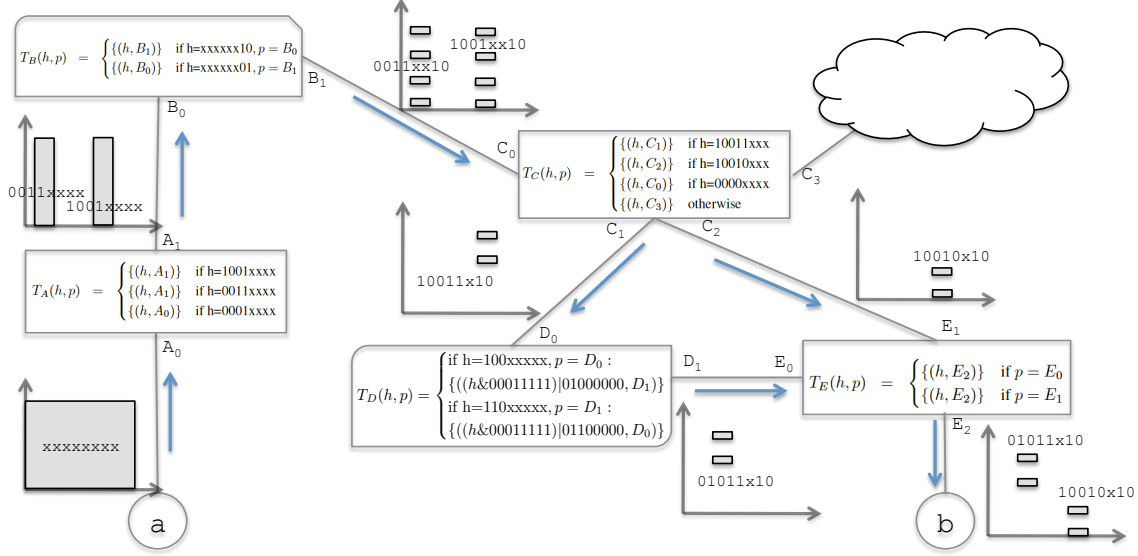 T_B(h,p) = { {(h, B_1)} if h=xxxxxx10, p = B_0
{(h, B_0)} if h=xxxxxx01, p = B_1
B_1
B_0
0011xx10
1001xx10
C_0
T_C(h,p) = { {(h, C_1)} if h=10011xxx
{(h, C_2)} if h=10010xxx
{(h, C_0)} if h=0000xxxx
{(h, C_3)} otherwise
C_3
C_1
C_2
0011xxxx
1001xxxx
A_1
T_A(h,p) = { {(h, A_1)} if h=1001xxxx
{(h, A_1)} if h=0011xxxx
{(h, A_0)} if h=0001xxxx
A_0
10011x10
10010x10
D_0
E_1
T_D(h,p) = { if h=100xxxxx, p = D_0 :
{((h&00011111)|01000000, D_1)}
if h=110xxxxx, p = D_1 :
{((h&00011111)|01100000, D_0)}
D_1
E_0
T_E(h,p) = { {(h, E_2)} if p = E_0
{(h, E_2)} if p = E_1
E_2
xxxxxxxx
01011x10
01011x10
10010x10
a
b